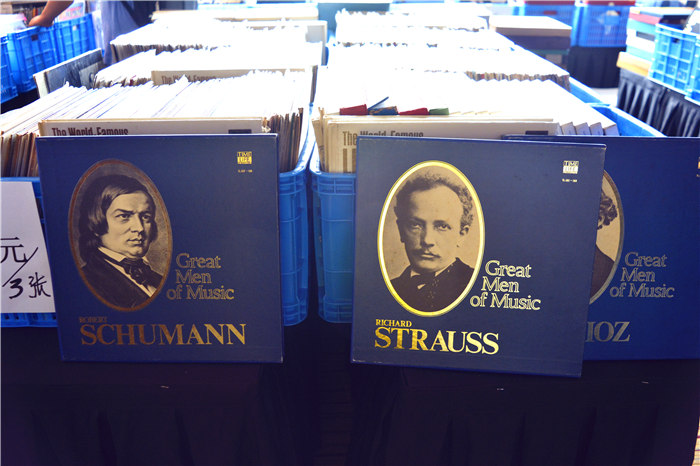 The World-Famous
The World-Famous
TIME
LIFE
Great
Men
of Music
ROBERT
SCHUMANN
TIME
LIFE
Great
Men
of Music
RICHARD
STRAUSS
Great
Men
of Music
IOZ
元/3张